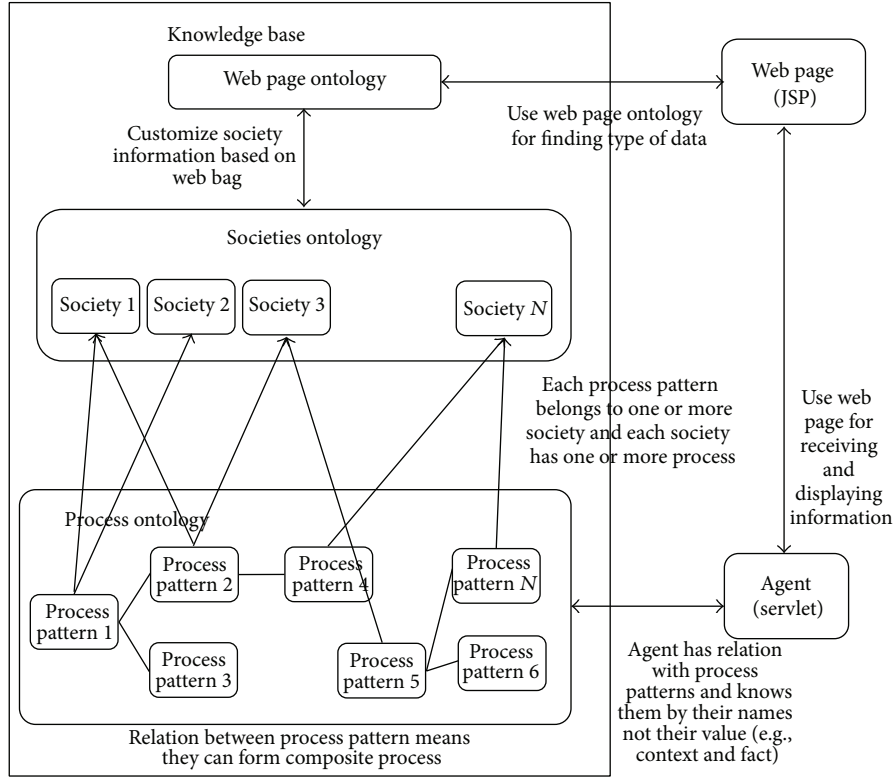 Knowledge base
Web page ontology
Web page
(JSP)
Use web page ontology
for finding type of data
Customize society
information based on
web bag
Societies ontology
Society 1
Society 2
Society 3
Society N
Each process pattern
belongs to one or more
society and each society
has one or more process
Use web
page for
receiving
and
displaying
information
Process ontology
Process
pattern 1
Process
pattern 2
Process
pattern 3
Process
pattern 4
Process
pattern 5
Process
pattern N
Process
pattern 6
Agent
(servlet)
Agent has relation
with process
patterns and knows
them by their names
not their value (e.g.,
context and fact)
Relation between process pattern means
they can form composite process